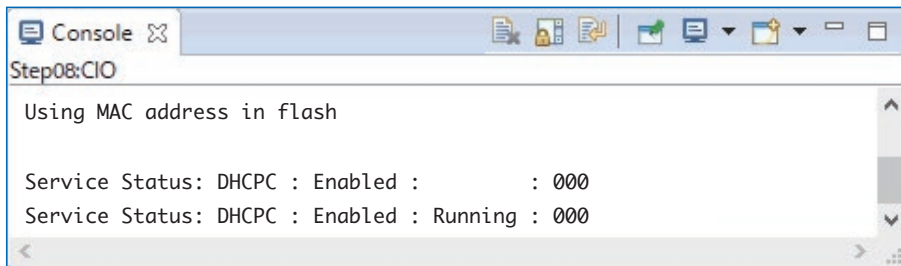 Console
Step08:CIO
Using MAC address in flash
Service Status: DHCPC : Enabled :         : 000
Service Status: DHCPC : Enabled : Running : 000